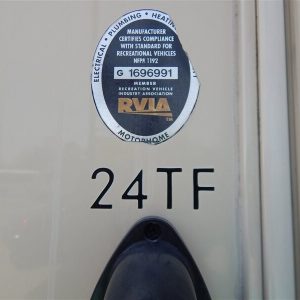 ELECTRICAL • PLUMBING • HEATING
MANUFACTURER
CERTIFIES COMPLIANCE
WITH STANDARD FOR
RECREATIONAL VEHICLES
NFPA 1192
G 1696991
MEMBER
RECREATION VEHICLE
INDUSTRY ASSOCIATION
RVIA
TM
MOTORHOME
24TF